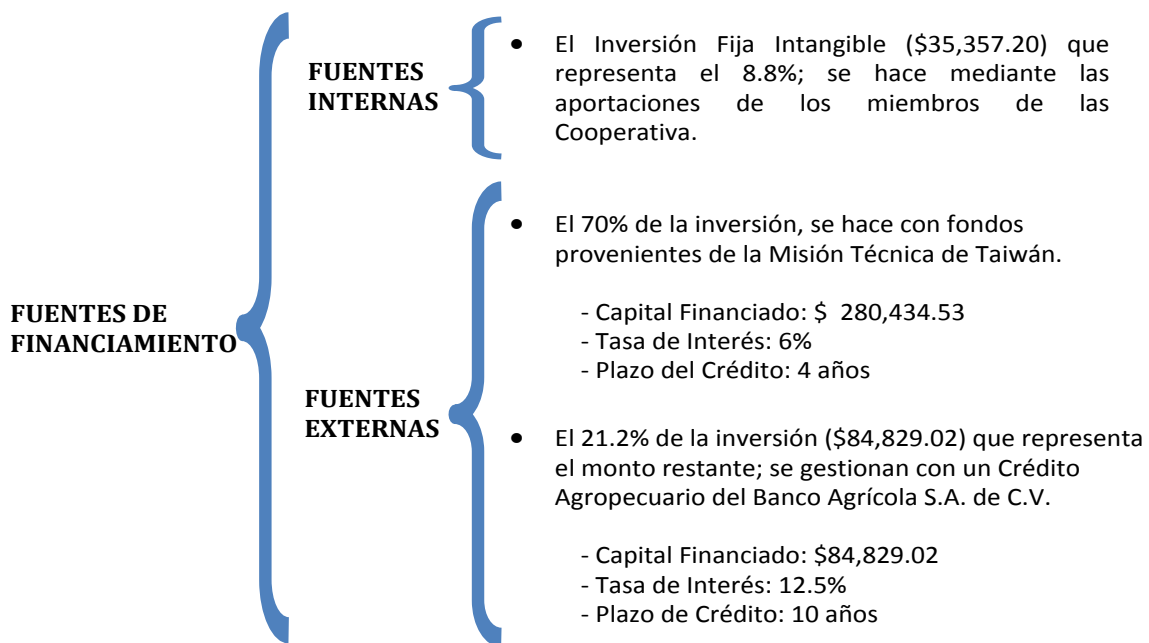 FUENTES DE
FINANCIAMIENTO
FUENTES
INTERNAS
• El Inversión Fija Intangible ($35,357.20) que
representa el 8.8%; se hace mediante las
aportaciones de los miembros de las
Cooperativa.
FUENTES
EXTERNAS
• El 70% de la inversión, se hace con fondos
provenientes de la Misión Técnica de Taiwán.
- Capital Financiado: $ 280,434.53
- Tasa de Interés: 6%
- Plazo del Crédito: 4 años
• El 21.2% de la inversión ($84,829.02) que representa
el monto restante; se gestionan con un Crédito
Agropecuario del Banco Agrícola S.A. de C.V.
- Capital Financiado: $84,829.02
- Tasa de Interés: 12.5%
- Plazo de Crédito: 10 años